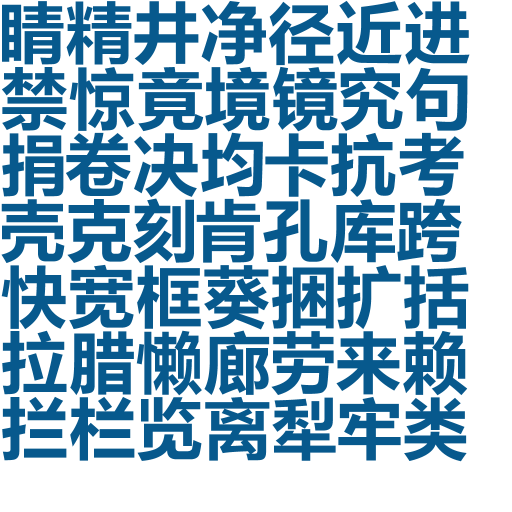 睛精井净径近进
禁惊竟境镜究句
捐卷决均卡抗考
壳克刻肯孔库跨
快宽框葵捆扩括
拉腊懒廊劳来赖
拦栏览离犁牢类